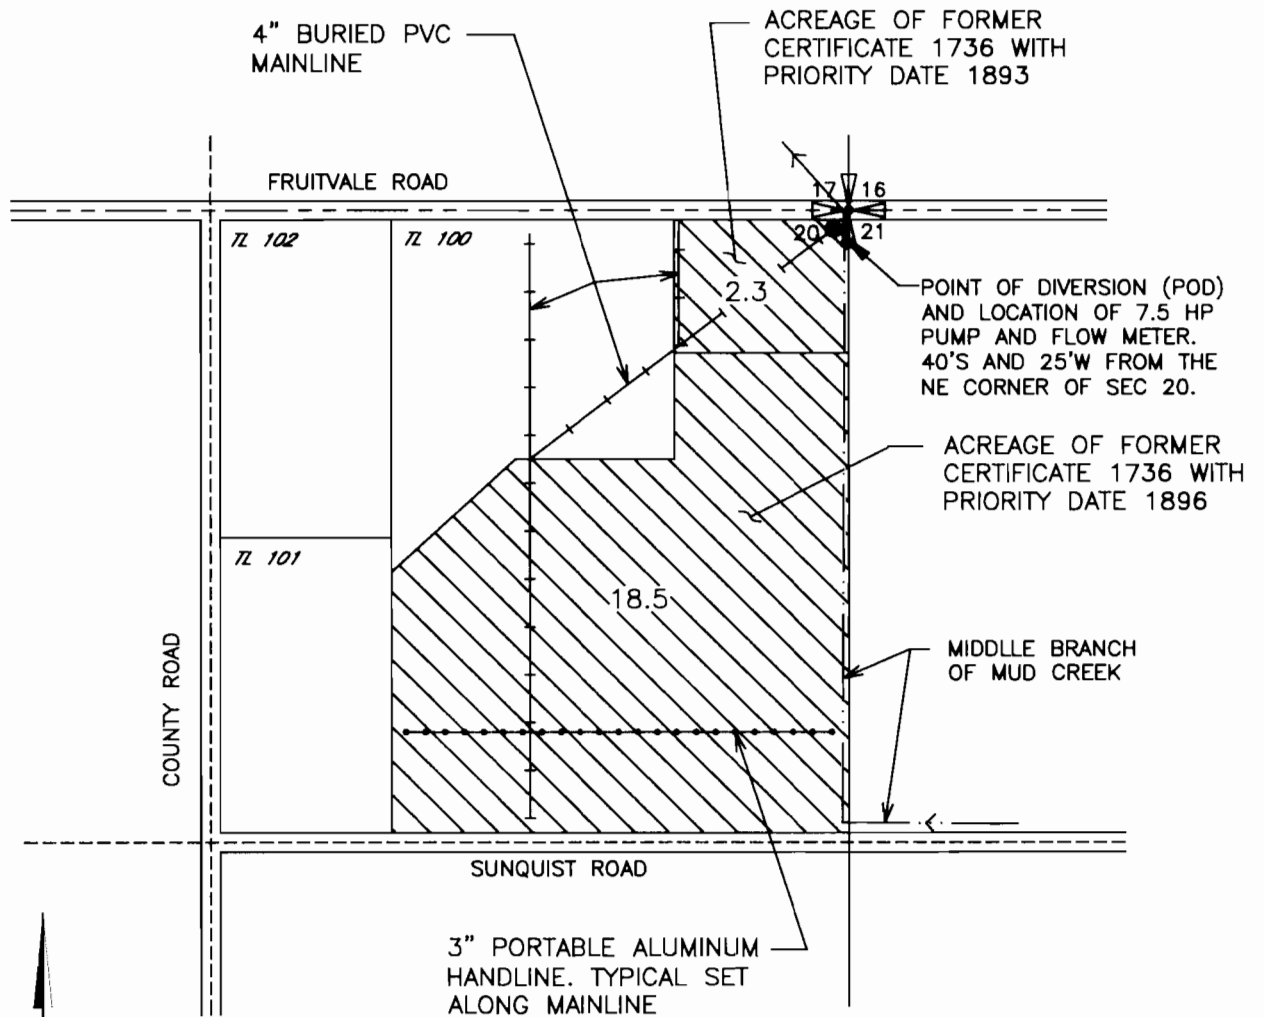 4" BURIED PVC
MAINLINE
ACREAGE OF FORMER
CERTIFICATE 1736 WITH
PRIORITY DATE 1893
FRUITVALE ROAD
17 16
20 21
TL 102
TL 100
2.3
POINT OF DIVERSION (POD)
AND LOCATION OF 7.5 HP
PUMP AND FLOW METER.
40'S AND 25'W FROM THE
NE CORNER OF SEC 20.
ACREAGE OF FORMER
CERTIFICATE 1736 WITH
PRIORITY DATE 1896
TL 101
18.5
COUNTY ROAD
MIDDLLE BRANCH
OF MUD CREEK
SUNQUIST ROAD
3" PORTABLE ALUMINUM
HANDLINE. TYPICAL SET
ALONG MAINLINE